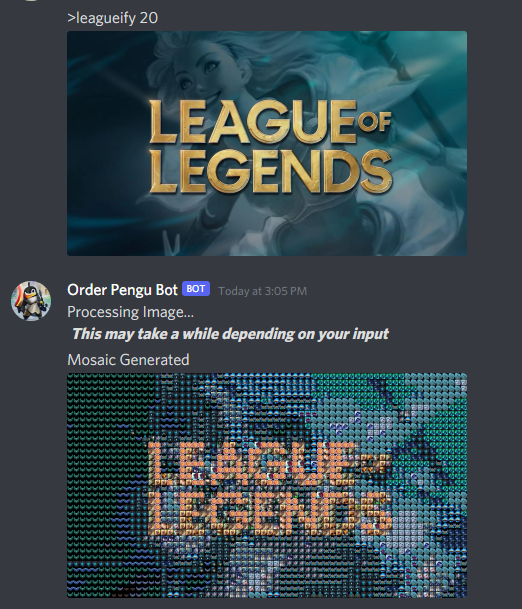 >leagueify 20
LEAGUE OF
LEGENDS
Order Pengu Bot BOT Today at 3:05 PM
Processing Image...
This may take a while depending on your input
Mosaic Generated
LEAGUE OF
LEGENDS